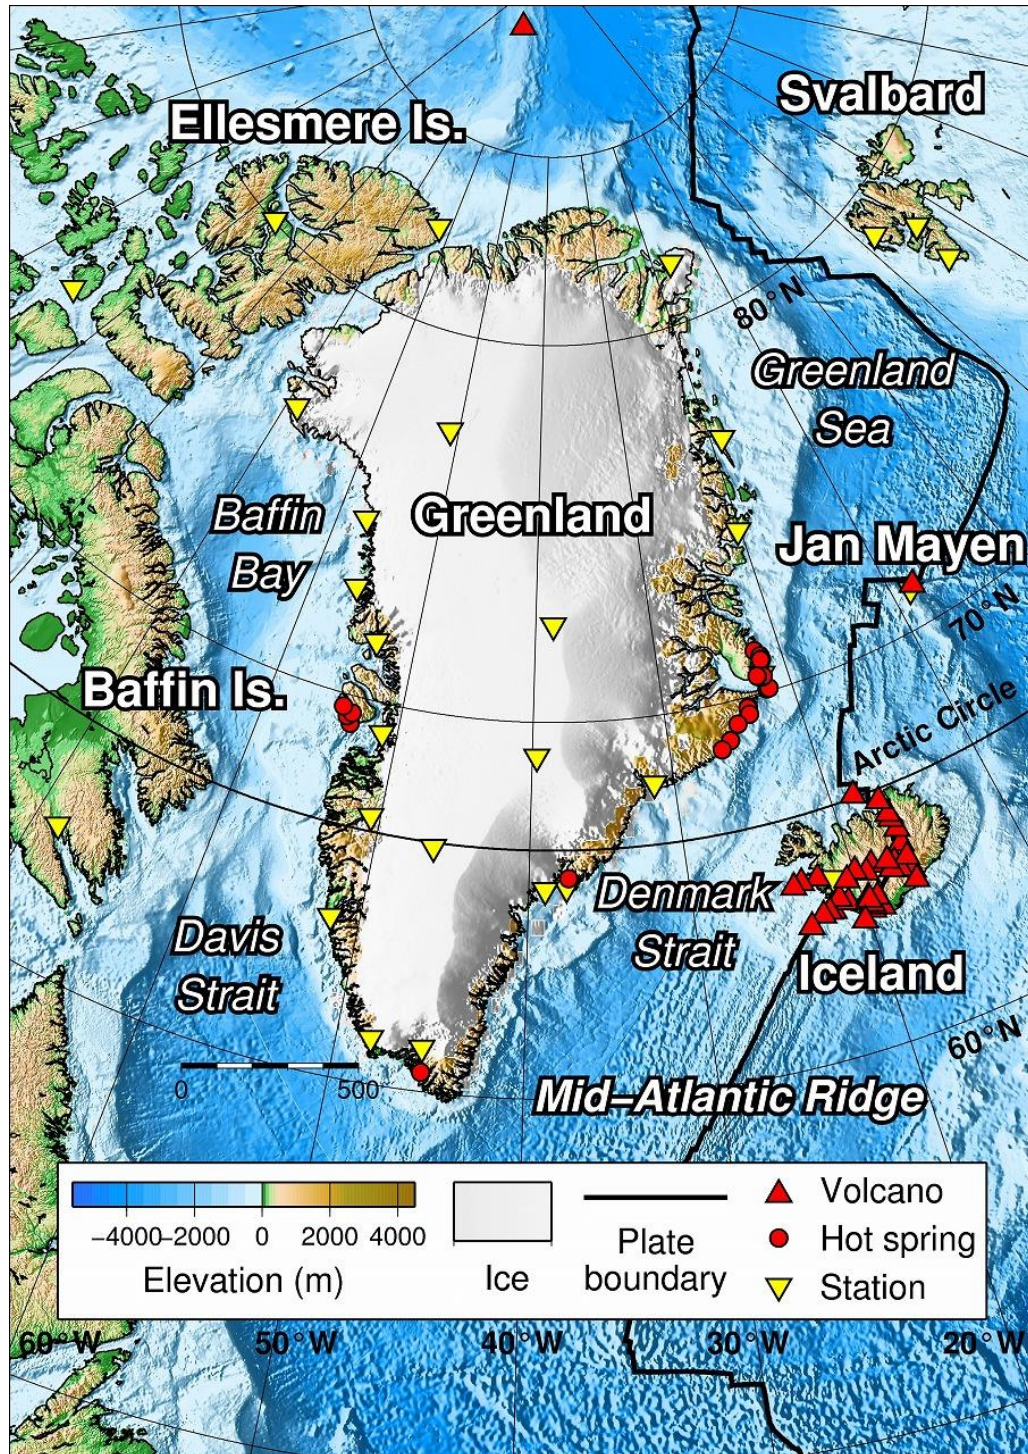 Svalbard
Ellesmere Is.
80°N
Greenland
Sea
Greenland
Baffin
Bay
Jan Mayen
70°N
Baffin Is.
Arctic Circle
Denmark
Strait
Davis
Strait
Iceland
60°N
0 500
Mid–Atlantic Ridge
Volcano
−4000 −2000 0 2000 4000
Hot spring
Plate
boundary
Elevation (m)
Ice
Station
60°W 50°W 40°W 30°W 20°W